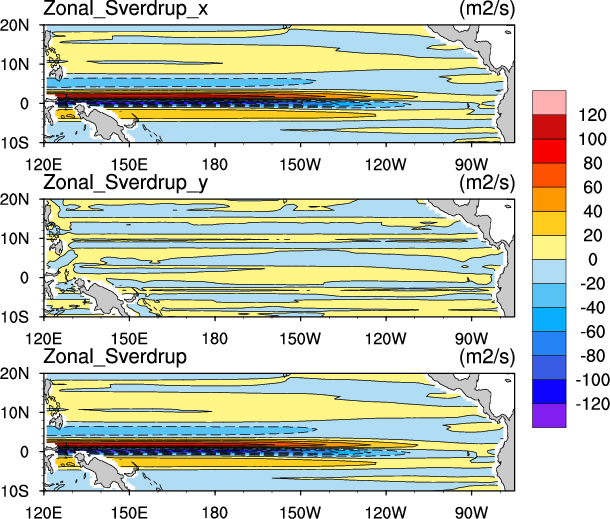 Zonal_Sverdrup_x (m2/s)
20N
10N
0
10S
120E 150E 180 150W 120W 90W
Zonal_Sverdrup_y (m2/s)
20N
10N
0
10S
120E 150E 180 150W 120W 90W
Zonal_Sverdrup (m2/s)
20N
10N
0
10S
120E 150E 180 150W 120W 90W
120
100
80
60
40
20
0
-20
-40
-60
-80
-100
-120